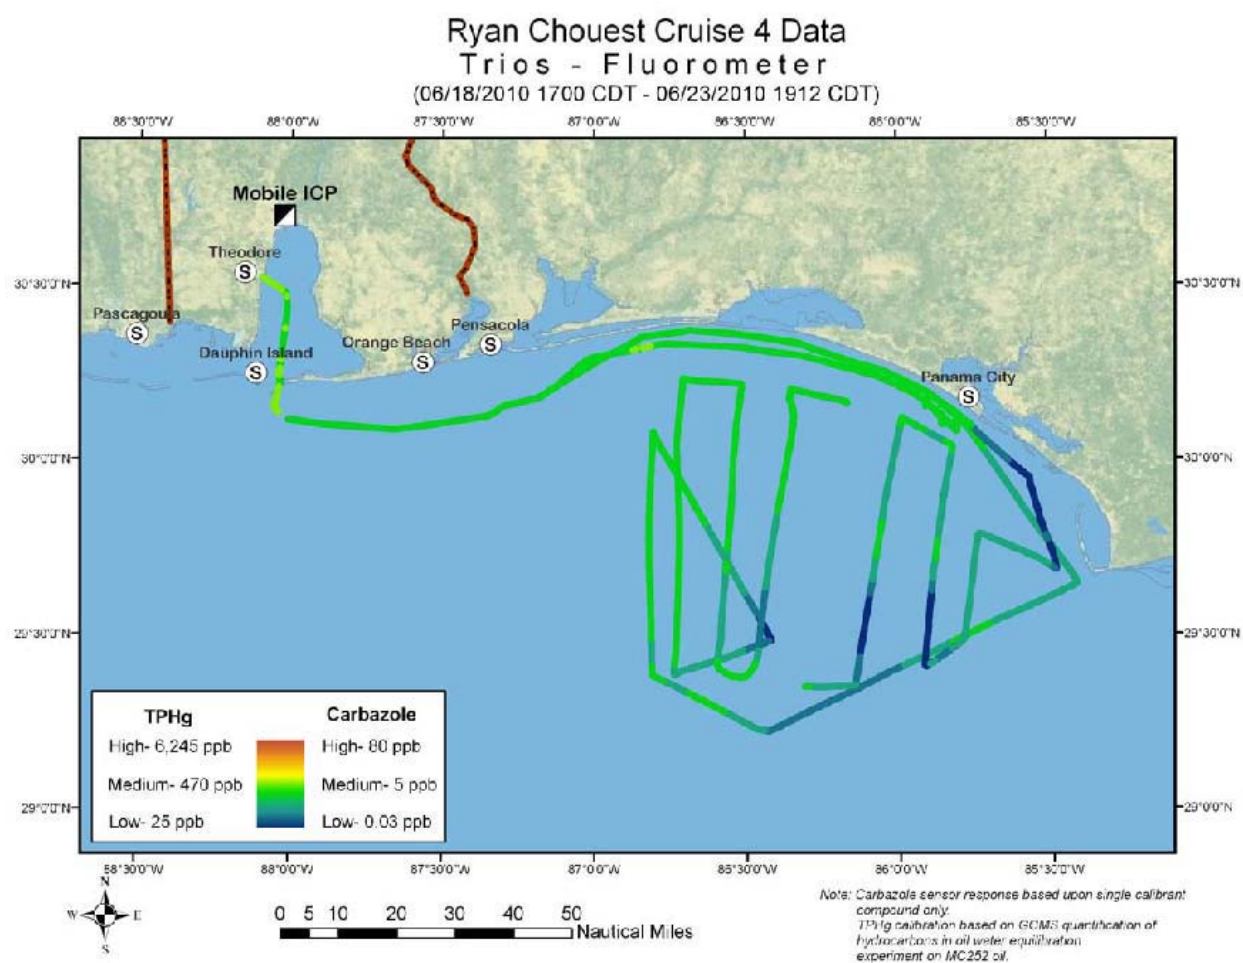 Ryan Chouest Cruise 4 Data
Trios - Fluorometer
(06/18/2010 1700 CDT - 06/23/2010 1912 CDT)
88°30'0"W 88°0'0"W 87°30'0"W 87°0'0"W 86°30'0"W 86°0'0"W 85°30'0"W
Mobile ICP
Theodore
S
30°30'0"N 30°30'0"N
Pascagoula
S
Pensacola
S
Orange Beach
S
Dauphin Island
S
Panama City
S
30°0'0"N 30°0'0"N
29°30'0"N 29°30'0"N
TPHg Carbazole
High- 6,245 ppb High- 80 ppb
Medium- 470 ppb Medium- 5 ppb
Low- 25 ppb Low- 0.03 ppb
29°0'0"N 29°0'0"N
88°30'0"W 88°0'0"W 87°30'0"W 87°0'0"W 86°30'0"W 86°0'0"W 85°30'0"W
N
W E
S
0 5 10 20 30 40 50
Nautical Miles
Note: Carbazole sensor response based upon single calibrant
compound only.
TPHg calibration based on GCMS quantification of
hydrocarbons in oil water equilibration
experiment on MC252 oil.